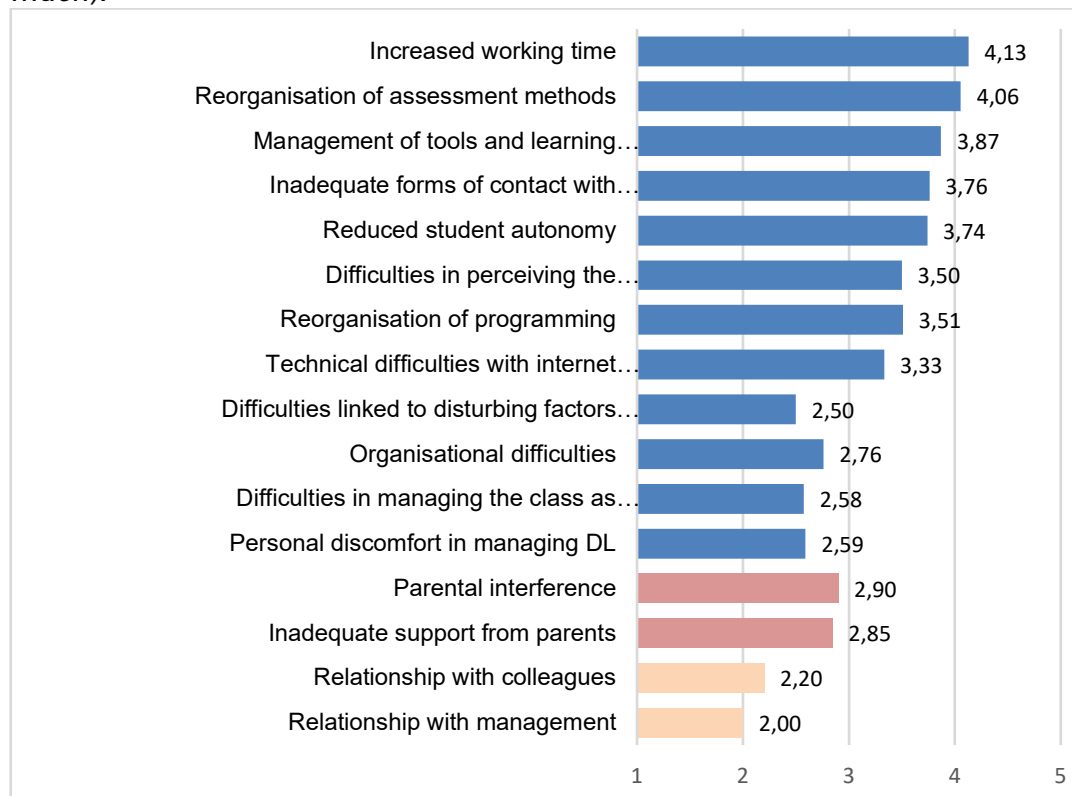 much).
Increased working time 4,13
Reorganisation of assessment methods 4,06
Management of tools and learning… 3,87
Inadequate forms of contact with… 3,76
Reduced student autonomy 3,74
Difficulties in perceiving the… 3,50
Reorganisation of programming 3,51
Technical difficulties with internet… 3,33
Difficulties linked to disturbing factors… 2,50
Organisational difficulties 2,76
Difficulties in managing the class as… 2,58
Personal discomfort in managing DL 2,59
Parental interference 2,90
Inadequate support from parents 2,85
Relationship with colleagues 2,20
Relationship with management 2,00
1 2 3 4 5